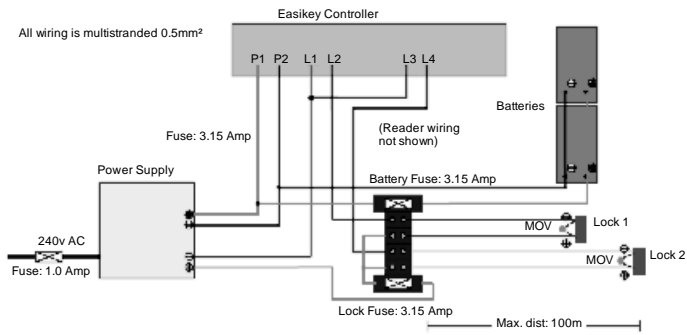 Easikey Controller
All wiring is multistranded 0.5mm²
P1 P2 L1 L2 L3 L4
Batteries
(Reader wiring
not shown)
Fuse: 3.15 Amp
Power Supply
Battery Fuse: 3.15 Amp
Lock 1
MOV
240v AC
Lock 2
MOV
Fuse: 1.0 Amp
Lock Fuse: 3.15 Amp
Max. dist: 100m